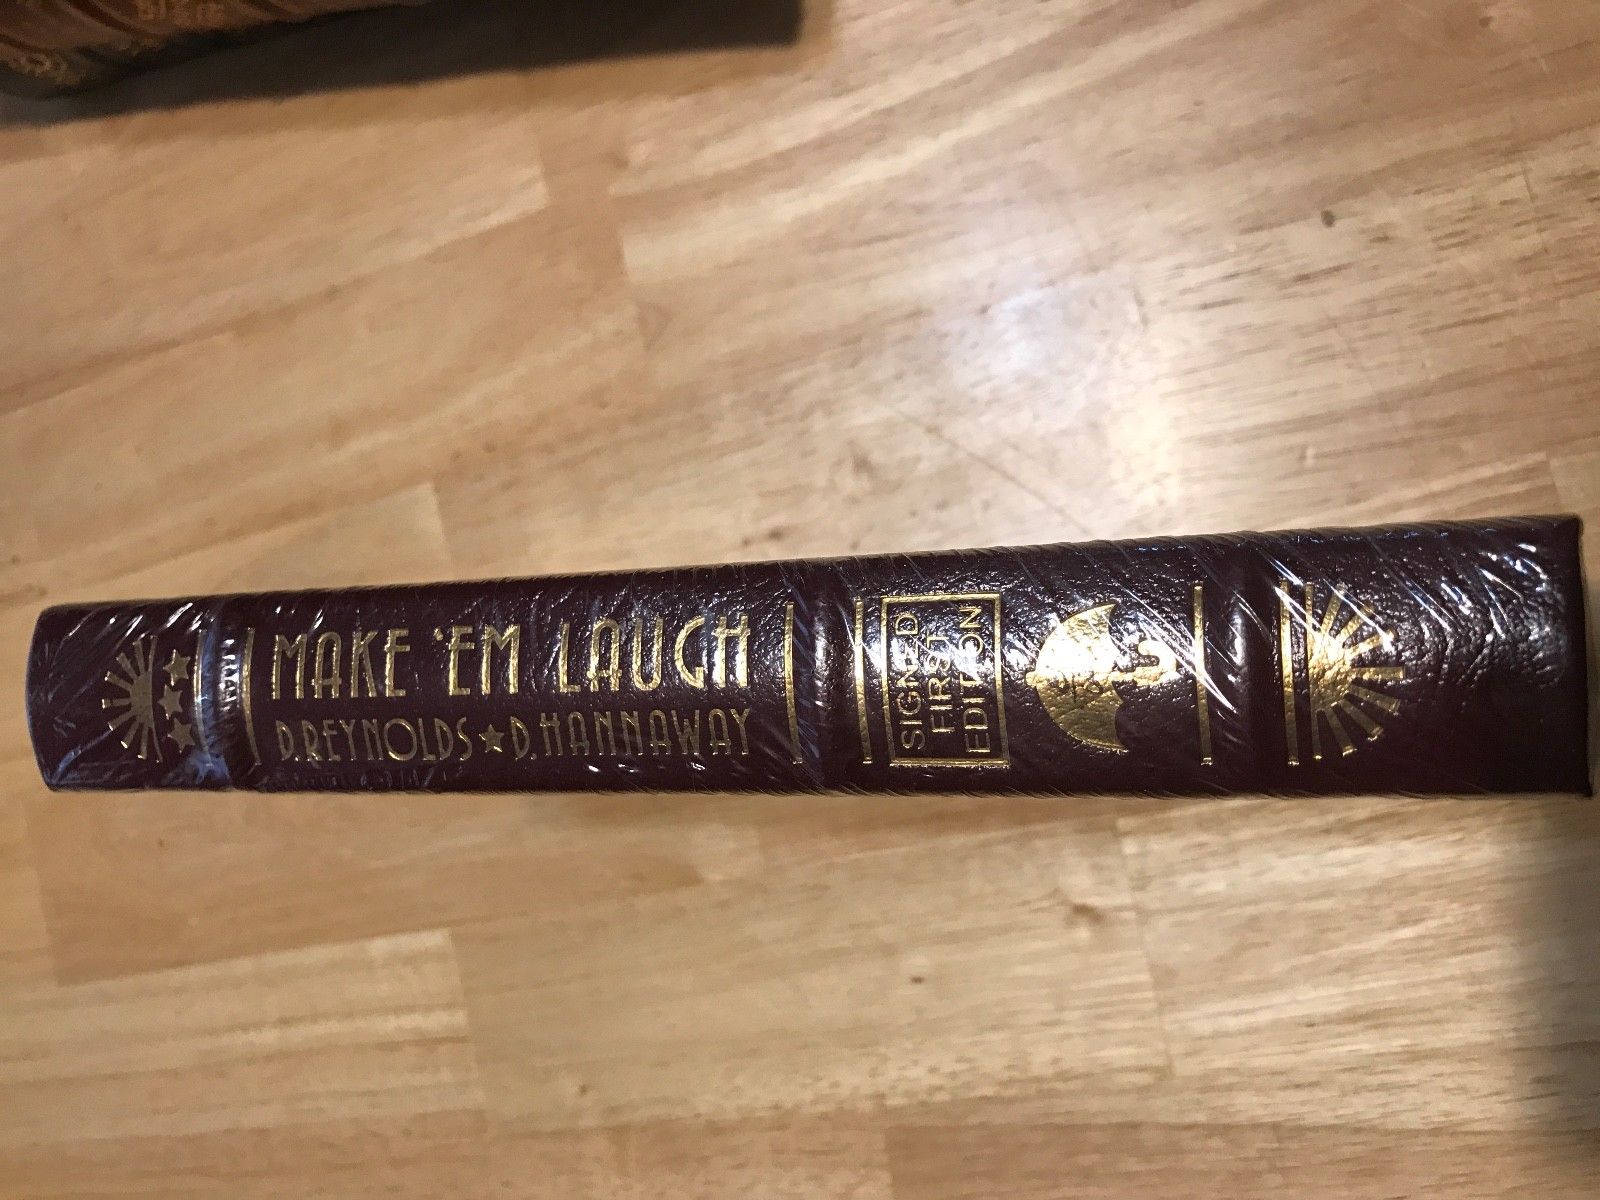 MAKE 'EM LAUGH
D. REYNOLDS ★ D. HANNAWAY
SIGNED
FIRST
EDITION